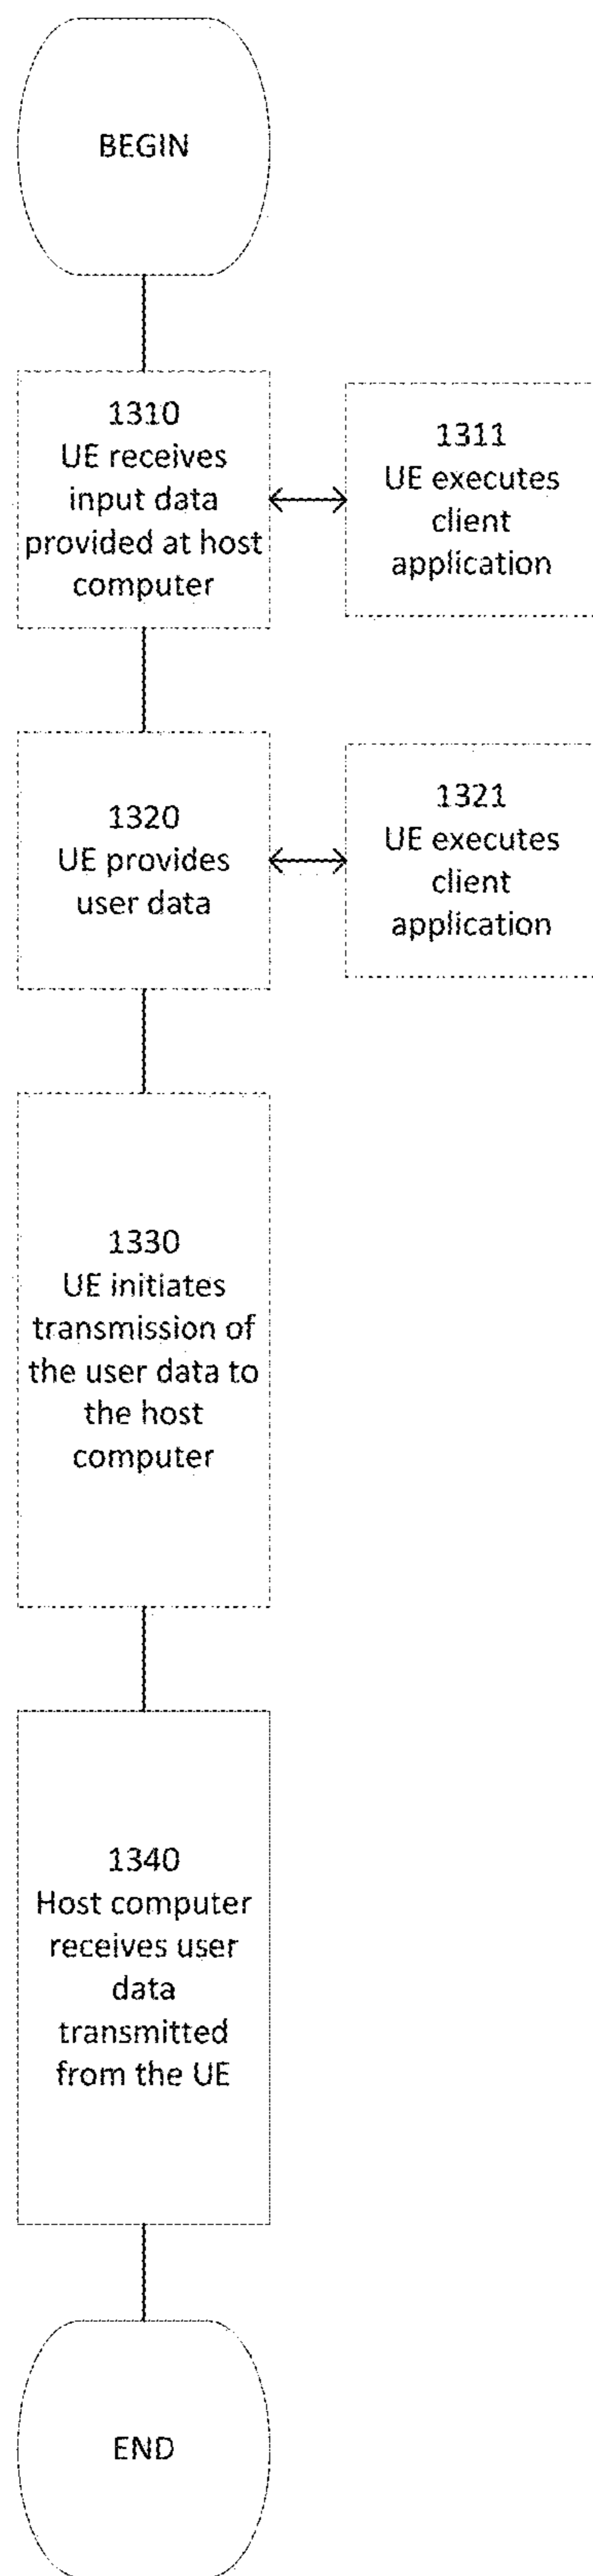 BEGIN
1310
UE receives
input data
provided at host
computer
1311
UE executes
client
application
1320
UE provides
user data
1321
UE executes
client
application
1330
UE initiates
transmission of
the user data to
the host
computer
1340
Host computer
receives user
data
transmitted
from the UE
END